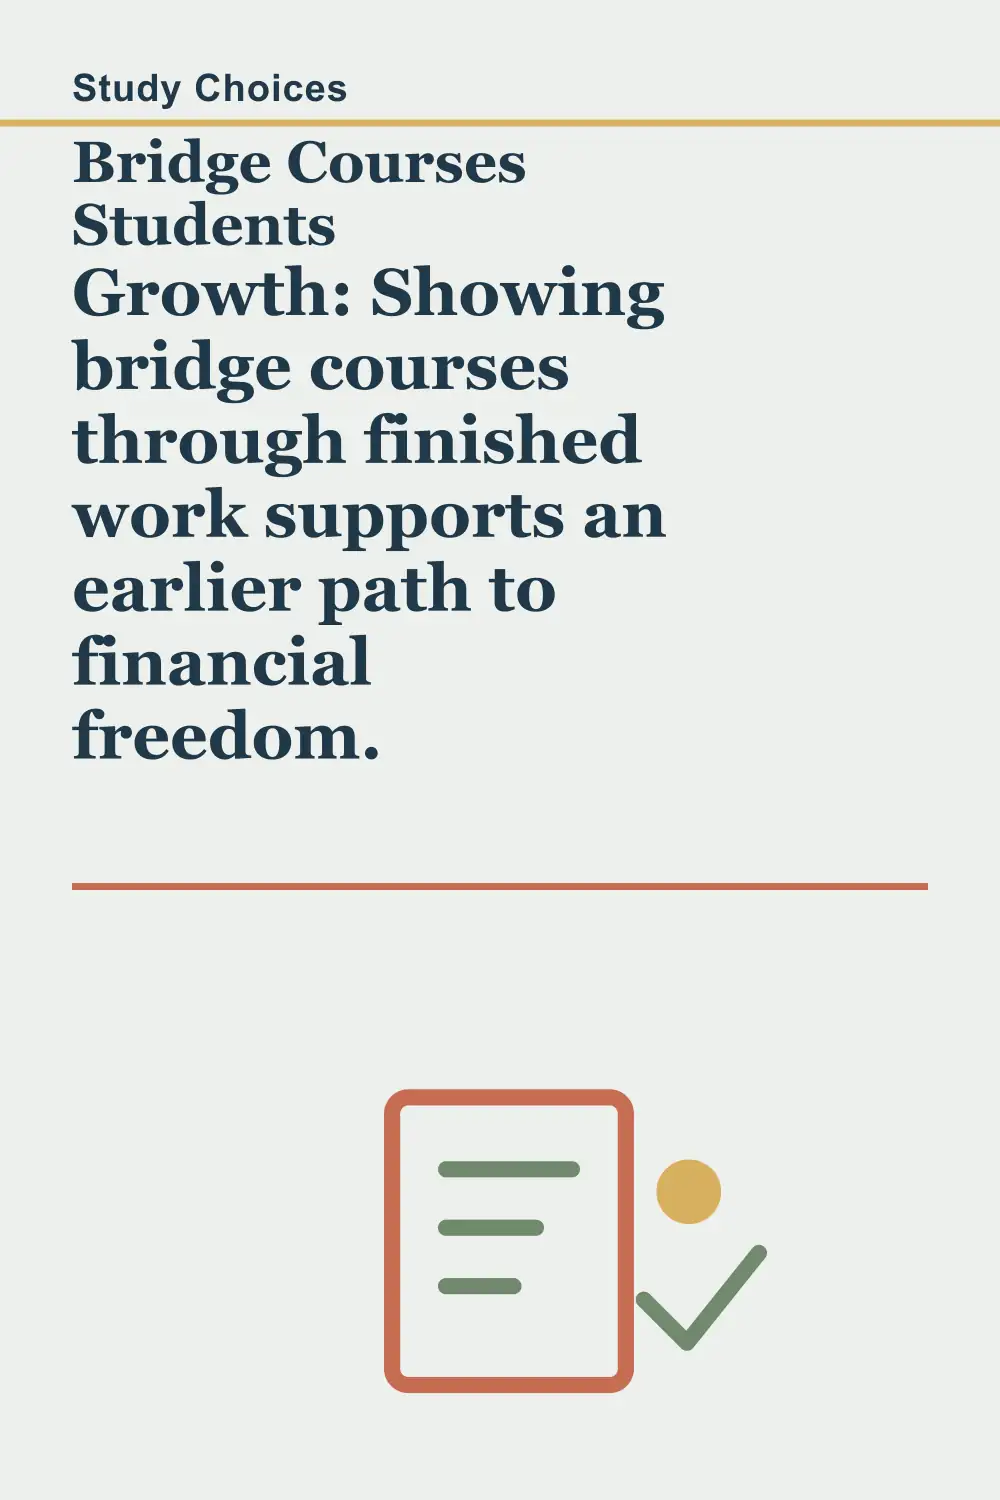 Study Choices
Bridge Courses
Students
Growth: Showing
bridge courses
through finished
work supports an
earlier path to
financial
freedom.